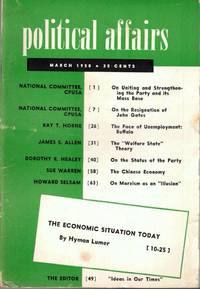 political affairs
MARCH 1958 • 35 CENTS
NATIONAL COMMITTEE, CPUSA [1] On Uniting and Strengthening the Party and its Mass Base
NATIONAL COMMITTEE, CPUSA [7] On the Resignation of John Gates
RAY T. HORNE [26] The Face of Unemployment: Buffalo
JAMES S. ALLEN [31] The "Welfare State" Theory
DOROTHY R. HEALEY [40] On the Status of the Party
SUE WARREN [58] The Chinese Economy
HOWARD SELSAM [63] On Marxism as an "Illusion"
THE ECONOMIC SITUATION TODAY
By Hyman Lumer
[10-25]
THE EDITOR [49] "Ideas in Our Times"